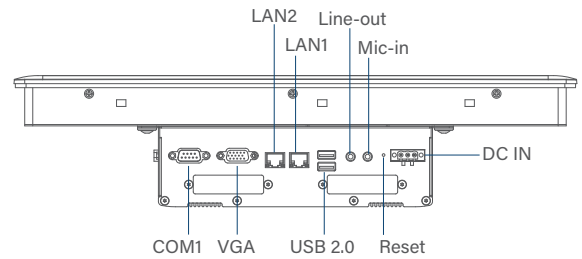 LAN2
Line-out
LAN1
Mic-in
DC IN
COM1
VGA
USB 2.0
Reset